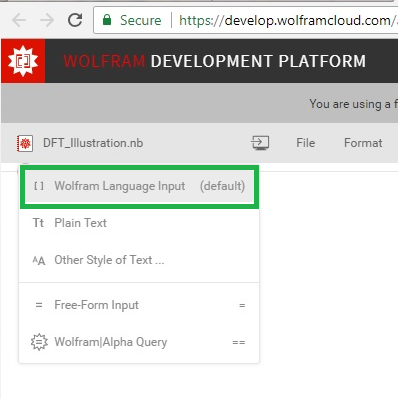 Secure https://develop.wolframcloud.com/
WOLFRAM DEVELOPMENT PLATFORM
You are using a f
DFT_Illustration.nb File Format
[ ] Wolfram Language Input (default)
Tt Plain Text
AA Other Style of Text ...
= Free-Form Input =
Wolfram|Alpha Query ==